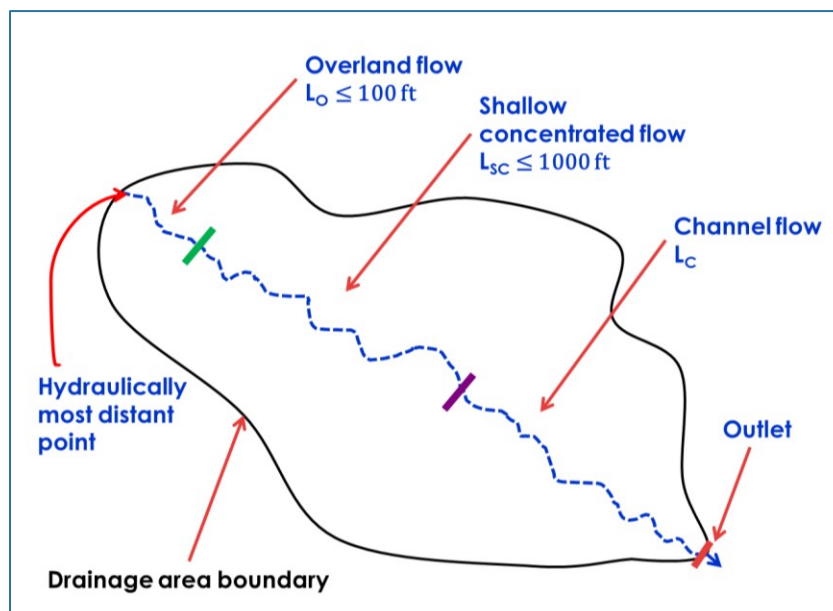 Overland flow
L₀ ≤ 100 ft
Shallow
concentrated flow
Lsc ≤ 1000 ft
Channel flow
Lc
Hydraulically
most distant
point
Outlet
Drainage area boundary